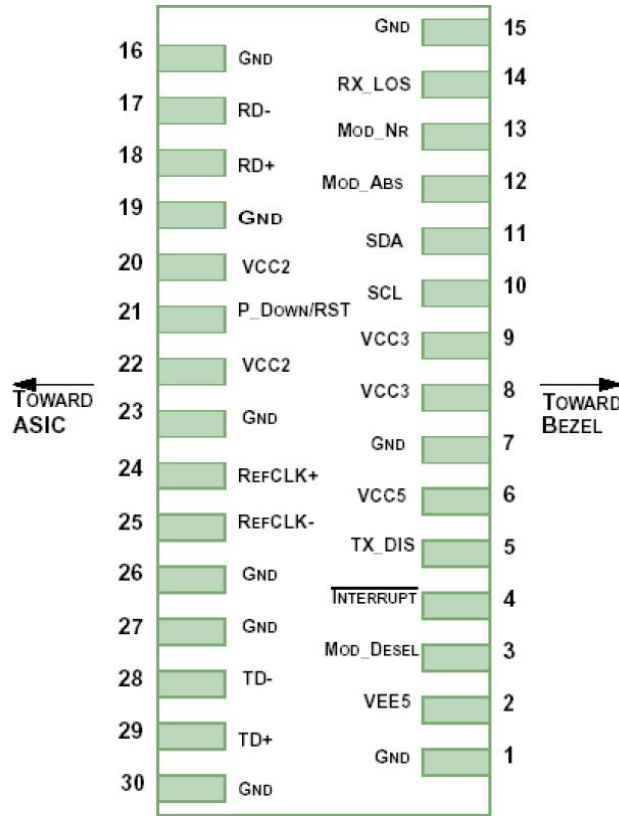 15 GND
16 GND
14 RX_LOS
17 RD-
13 MOD_NR
18 RD+
12 MOD_ABS
19 GND
11 SDA
20 VCC2
10 SCL
21 P_DOWN/RST
9 VCC3
22 VCC2
TOWARD
ASIC
8 VCC3
TOWARD
BEZEL
23 GND
7 GND
24 REFCLK+
6 VCC5
25 REFCLK-
5 TX_DIS
26 GND
4 INTERRUPT
27 GND
3 MOD_DESEL
28 TD-
2 VEE5
29 TD+
1 GND
30 GND